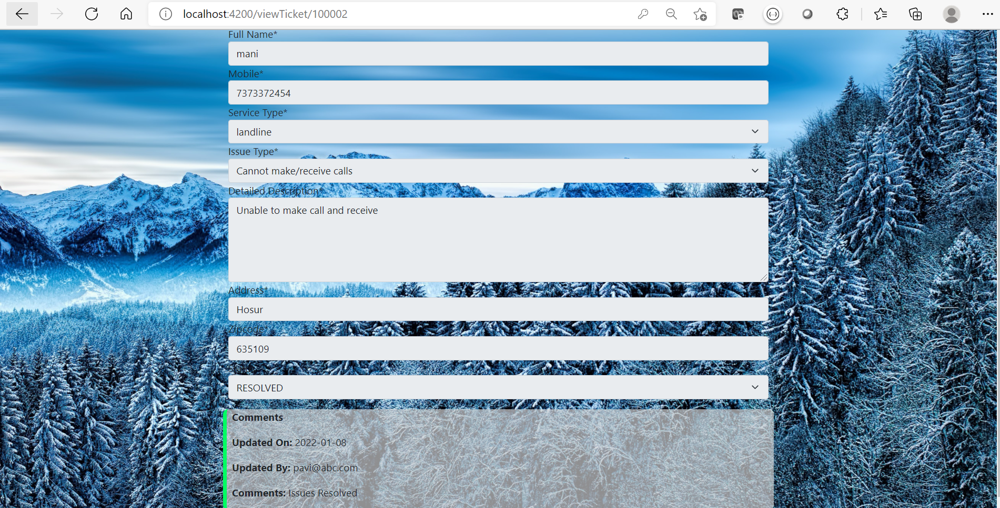 localhost:4200/viewTicket/100002
Full Name*
mani
Mobile*
7373372454
Service Type*
landline
Issue Type*
Cannot make/receive calls
Detailed Description*
Unable to make call and receive
Address*
Hosur
Zipcode*
635109
RESOLVED
Comments
Updated On: 2022-01-08
Updated By: pavi@abc.com
Comments: Issues Resolved